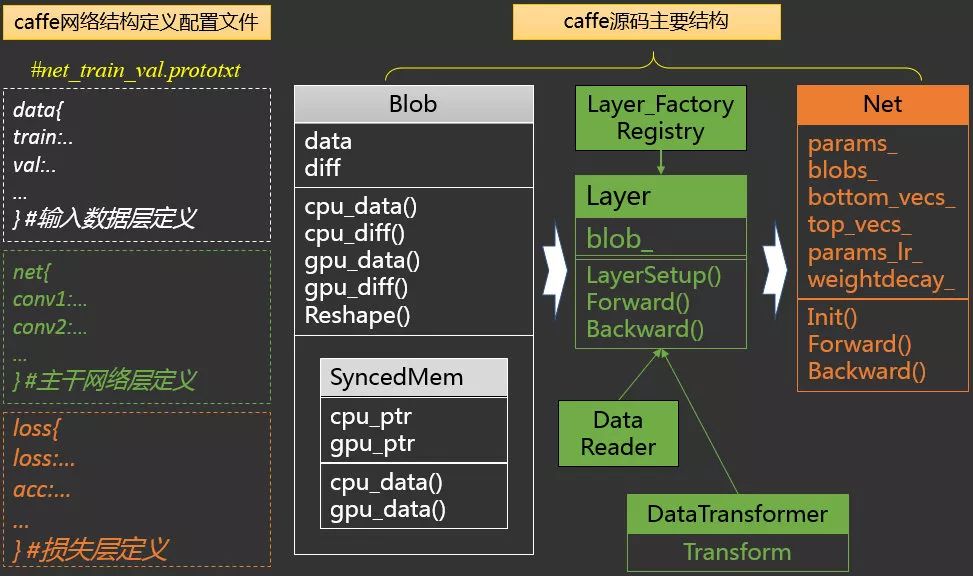 caffe网络结构定义配置文件
#net_train_val.prototxt
data{
train:..
val:..
...
} #输入数据层定义
net{
conv1:...
conv2:...
...
} #主干网络层定义
loss{
loss:...
acc:...
...
} #损失层定义
caffe源码主要结构
Blob
data
diff
cpu_data()
cpu_diff()
gpu_data()
gpu_diff()
Reshape()
SyncedMem
cpu_ptr
gpu_ptr
cpu_data()
gpu_data()
Layer_Factory
Registry
Layer
blob_
LayerSetup()
Forward()
Backward()
Data
Reader
DataTransformer
Transform
Net
params_
blobs_
bottom_vecs_
top_vecs_
params_lr_
weightdecay_
Init()
Forward()
Backward()